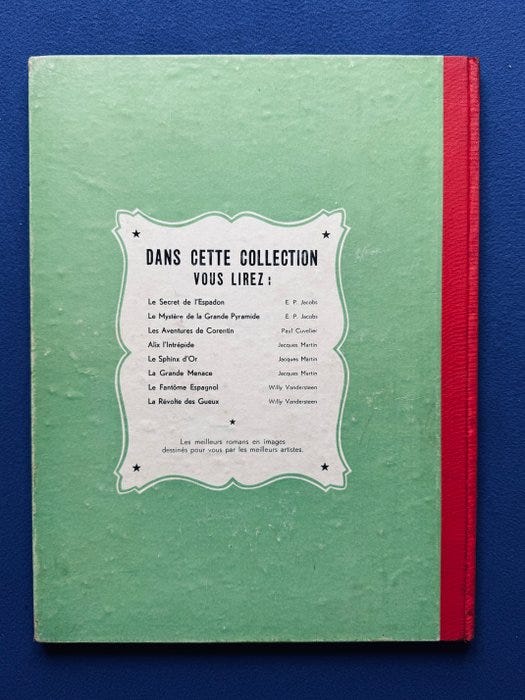 DANS CETTE COLLECTION
VOUS LIREZ :
Le Secret de l'Espadon E. P. Jacobs
Le Mystère de la Grande Pyramide E. P. Jacobs
Les Aventures de Corentin Paul Cuvelier
Alix l'Intrépide Jacques Martin
Le Sphinx d'Or Jacques Martin
La Grande Menace Jacques Martin
Le Fantôme Espagnol Willy Vandersteen
La Révolte des Gueux Willy Vandersteen
Les meilleurs romans en images
dessinés pour vous par les meilleurs artistes.